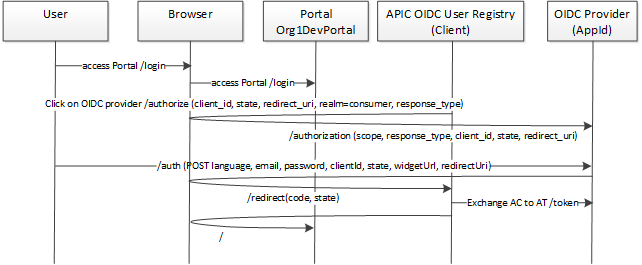 User
Browser
Portal
Org1DevPortal
APIC OIDC User Registry
(Client)
OIDC Provider
(AppId)
access Portal /login
access Portal /login
Click on OIDC provider /authorize (client_id, state, redirect_uri, realm=consumer, response_type)
/authorization (scope, response_type, client_id, state, redirect_uri)
/auth (POST language, email, password, clientId, state, widgetUrl, redirectUri)
/redirect(code, state)
Exchange AC to AT /token
/